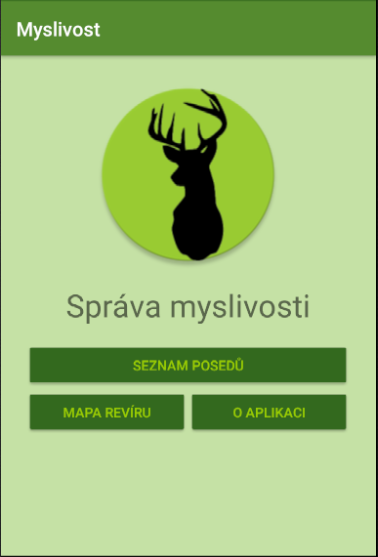 Myslivost
Správa myslivosti
SEZNAM POSEDŮ
MAPA REVÍRU
O APLIKACI